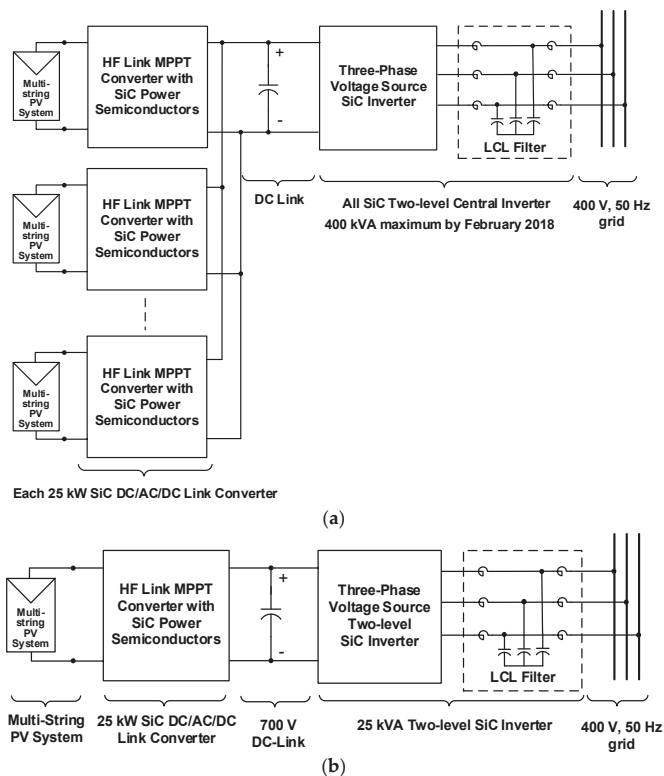 Multi-
string PV
System
HF Link MPPT
Converter with
SiC Power
Semiconductors
+
-
Three-Phase
Voltage Source
SiC Inverter
LCL Filter
DC Link
All SiC Two-level Central Inverter
400 kVA maximum by February 2018
400 V, 50 Hz
grid
Multi-
string PV
System
HF Link MPPT
Converter with
SiC Power
Semiconductors
Multi-
string PV
System
HF Link MPPT
Converter with
SiC Power
Semiconductors
Each 25 kW SiC DC/AC/DC Link Converter
(a)
Multi-
string
PV
System
HF Link MPPT
Converter with
SiC Power
Semiconductors
+
-
Three-Phase
Voltage Source
Two-level
SiC Inverter
LCL Filter
Multi-String
PV System
25 kW SiC DC/AC/DC
Link Converter
700 V
DC-Link
25 kVA Two-level SiC Inverter
400 V, 50 Hz
grid
(b)